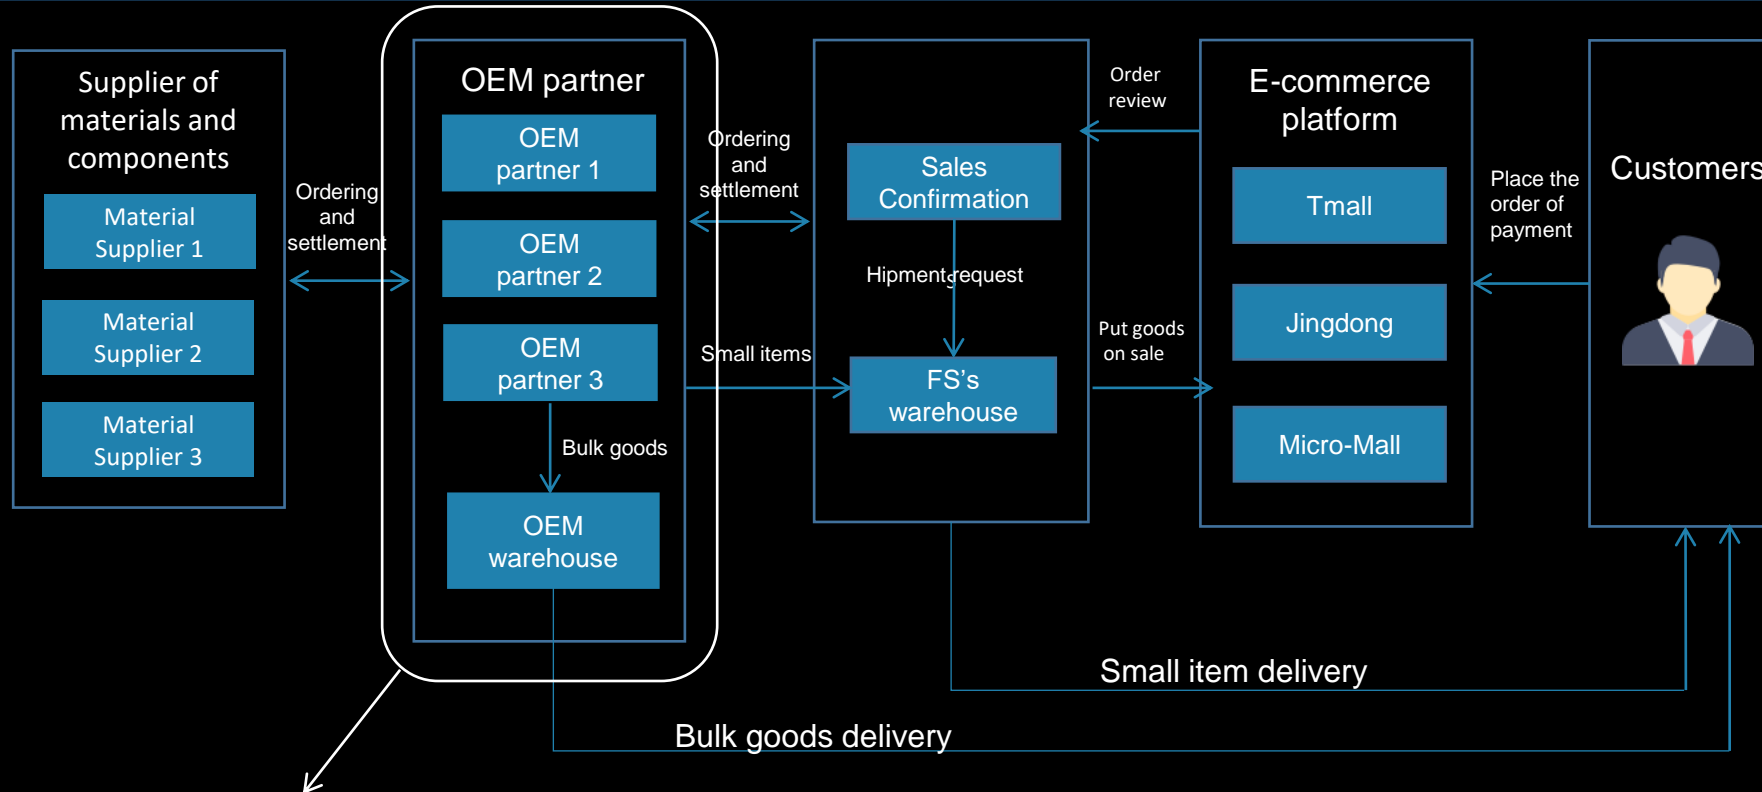 Supplier of
materials and
components
Material
Supplier 1
Material
Supplier 2
Material
Supplier 3
Ordering
and
settlement
OEM partner
OEM
partner 1
OEM
partner 2
OEM
partner 3
Bulk goods
OEM
warehouse
Ordering
and
settlement
Small items
Sales
Confirmation
Hipment request
s
FS's
warehouse
Order
review
Put goods
on sale
E-commerce
platform
Tmall
Jingdong
Micro-Mall
Place the
order of
payment
Customers
Small item delivery
Bulk goods delivery